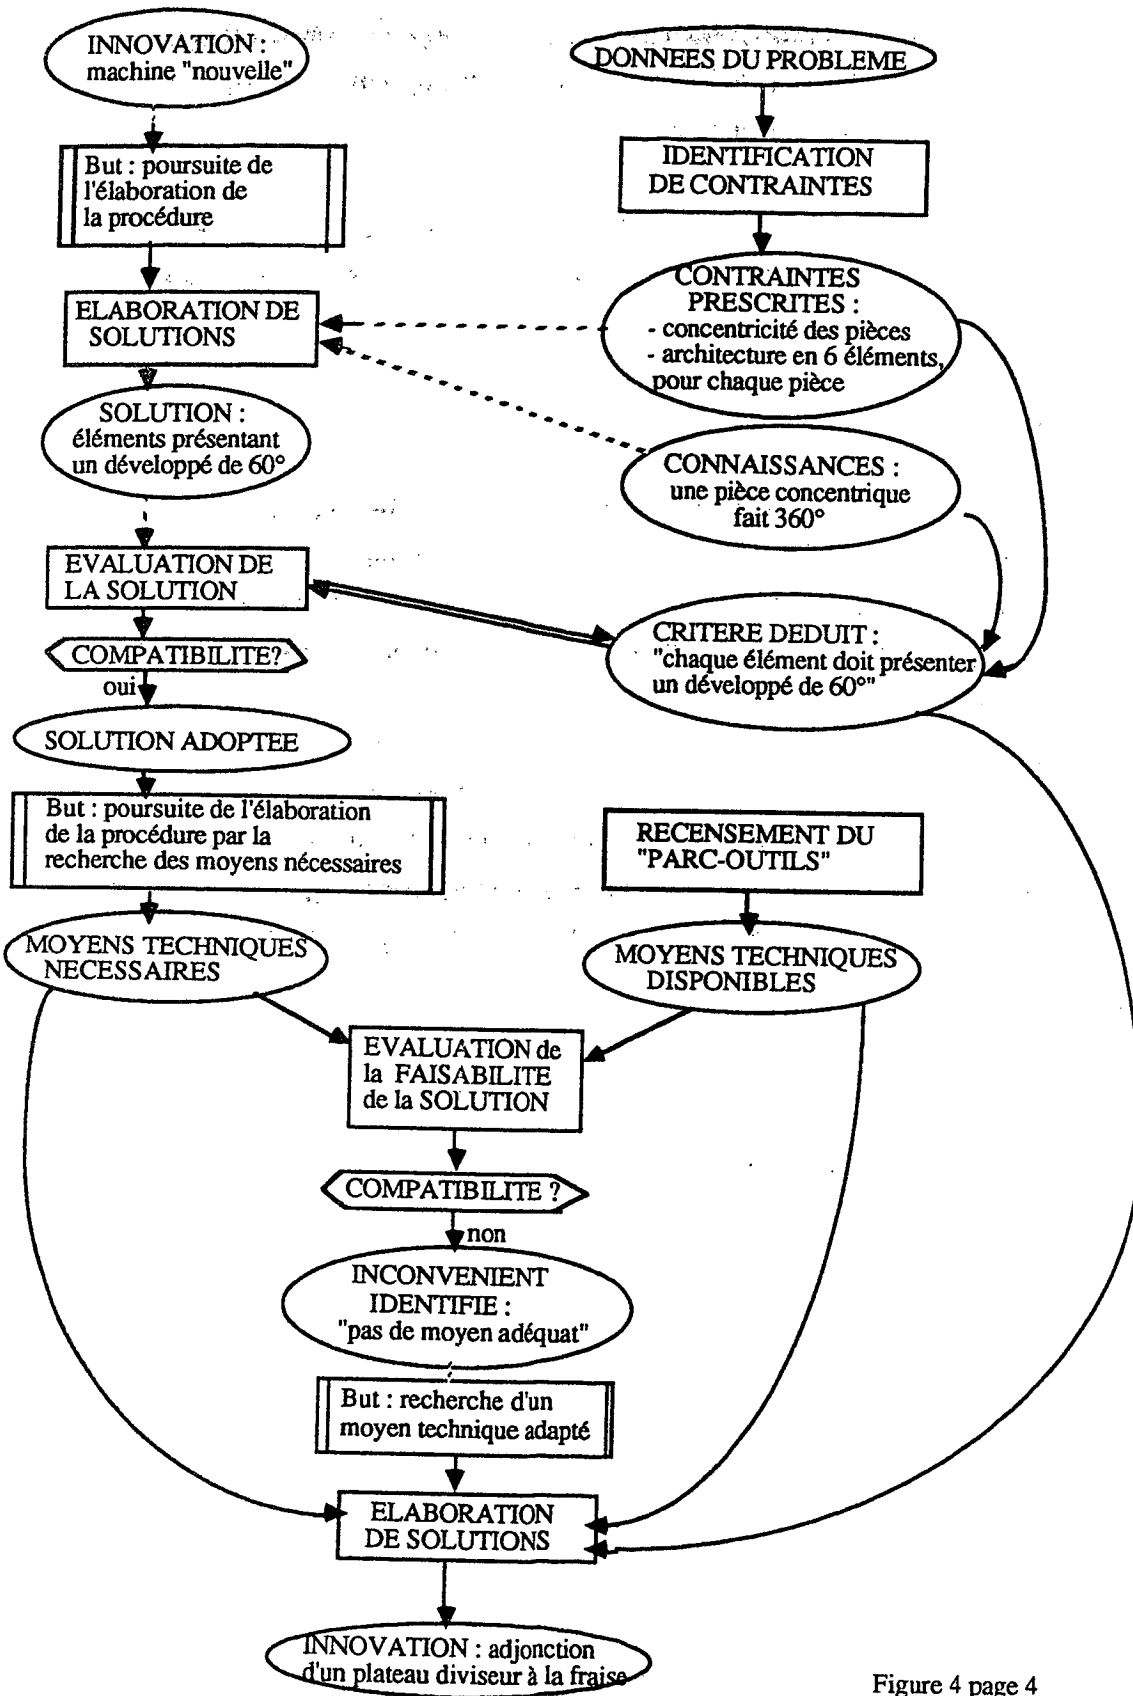 INNOVATION :
machine "nouvelle"
DONNEES DU PROBLEME
But : poursuite de
l'élaboration de
la procédure
IDENTIFICATION
DE CONTRAINTES
ELABORATION DE
SOLUTIONS
CONTRAINTES
PRESCRITES :
- concentricité des pièces
- architecture en 6 éléments,
pour chaque pièce
SOLUTION :
éléments présentant
un développé de 60°
CONNAISSANCES :
une pièce concentrique
fait 360°
EVALUATION DE
LA SOLUTION
COMPATIBILITE?
oui
CRITERE DEDUIT :
"chaque élément doit présenter
un développé de 60°"
SOLUTION ADOPTEE
But : poursuite de l'élaboration
de la procédure par la
recherche des moyens nécessaires
RECENSEMENT DU
"PARC-OUTILS"
MOYENS TECHNIQUES
NECESSAIRES
MOYENS TECHNIQUES
DISPONIBLES
EVALUATION de
la FAISABILITE
de la SOLUTION
COMPATIBILITE ?
non
INCONVENIENT
IDENTIFIE :
"pas de moyen adéquat"
But : recherche d'un
moyen technique adapté
ELABORATION
DE SOLUTIONS
INNOVATION : adjonction
d'un plateau diviseur à la fraise
Figure 4 page 4